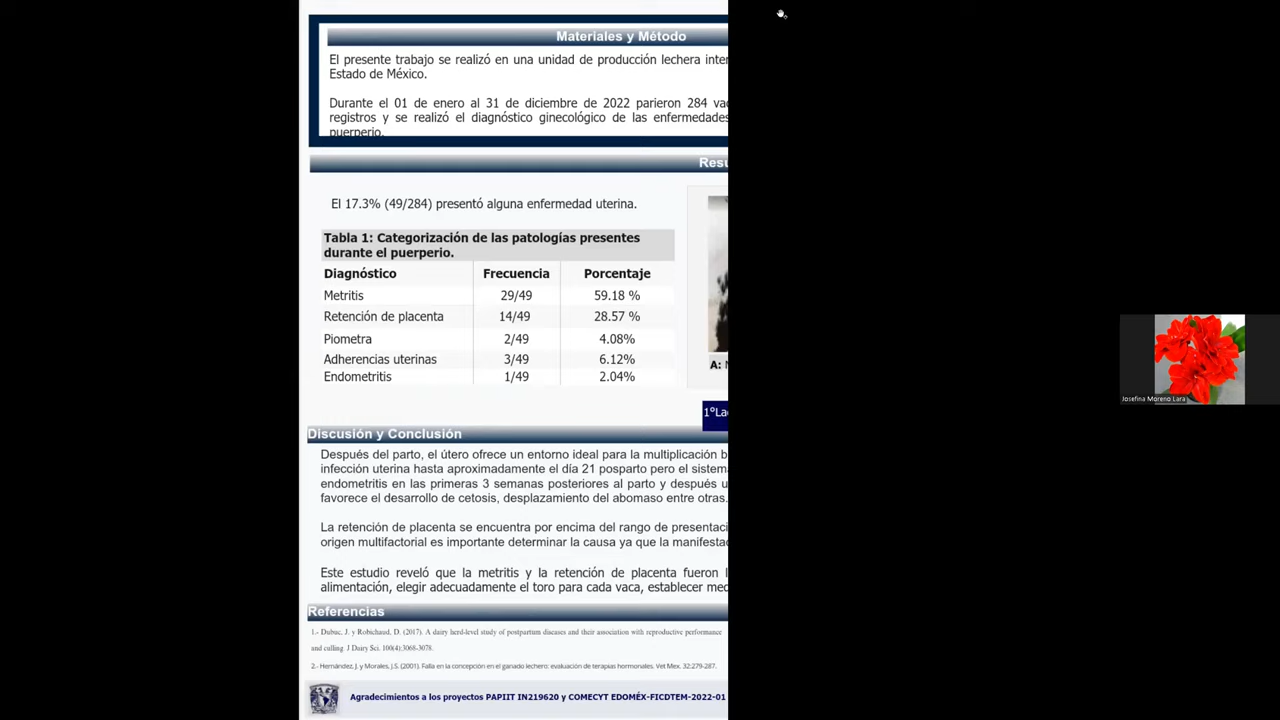 Materiales y Método
El presente trabajo se realizó en una unidad de producción lechera
Estado de México.
Durante el 01 de enero al 31 de diciembre de 2022 parieron 284
registros y se realizó el diagnóstico ginecológico de las enfermedades
puerperio.
El 17.3% (49/284) presentó alguna enfermedad uterina.
Tabla 1: Categorización de las patologías presentes
durante el puerperio.
Diagnóstico Frecuencia Porcentaje
Metritis 29/49 59.18 %
Retención de placenta 14/49 28.57 %
Piometra 2/49 4.08%
Adherencias uterinas 3/49 6.12%
Endometritis 1/49 2.04%
A:
Discusión y Conclusión
Después del parto, el útero ofrece un entorno ideal para la multiplicación
infección uterina hasta aproximadamente el día 21 posparto pero el sistema
endometritis en las primeras 3 semanas posteriores al parto y después
favorece el desarrollo de cetosis, desplazamiento del abomaso entre otras.
La retención de placenta se encuentra por encima del rango de
origen multifactorial es importante determinar la causa ya que la
Este estudio reveló que la metritis y la retención de placenta fueron
alimentación, elegir adecuadamente el toro para cada vaca, establecer
Referencias
1.- Dubuc, J. y Robichaud, D. (2017). A dairy herd-level study of postpartum diseases and their association with reproductive performance
and culling. J Dairy Sci. 100(4):3068-3078.
2.- Hernández, J. y Morales, J.S. (2001). Falla en la concepción en el ganado lechero: evaluación de terapias hormonales. Vet Mex. 32:279-287.
Agradecimientos a los proyectos PAPIIT IN219620 y COMECYT EDOMÉX-FICDTEM-2022-01
Josefina Moreno Lara